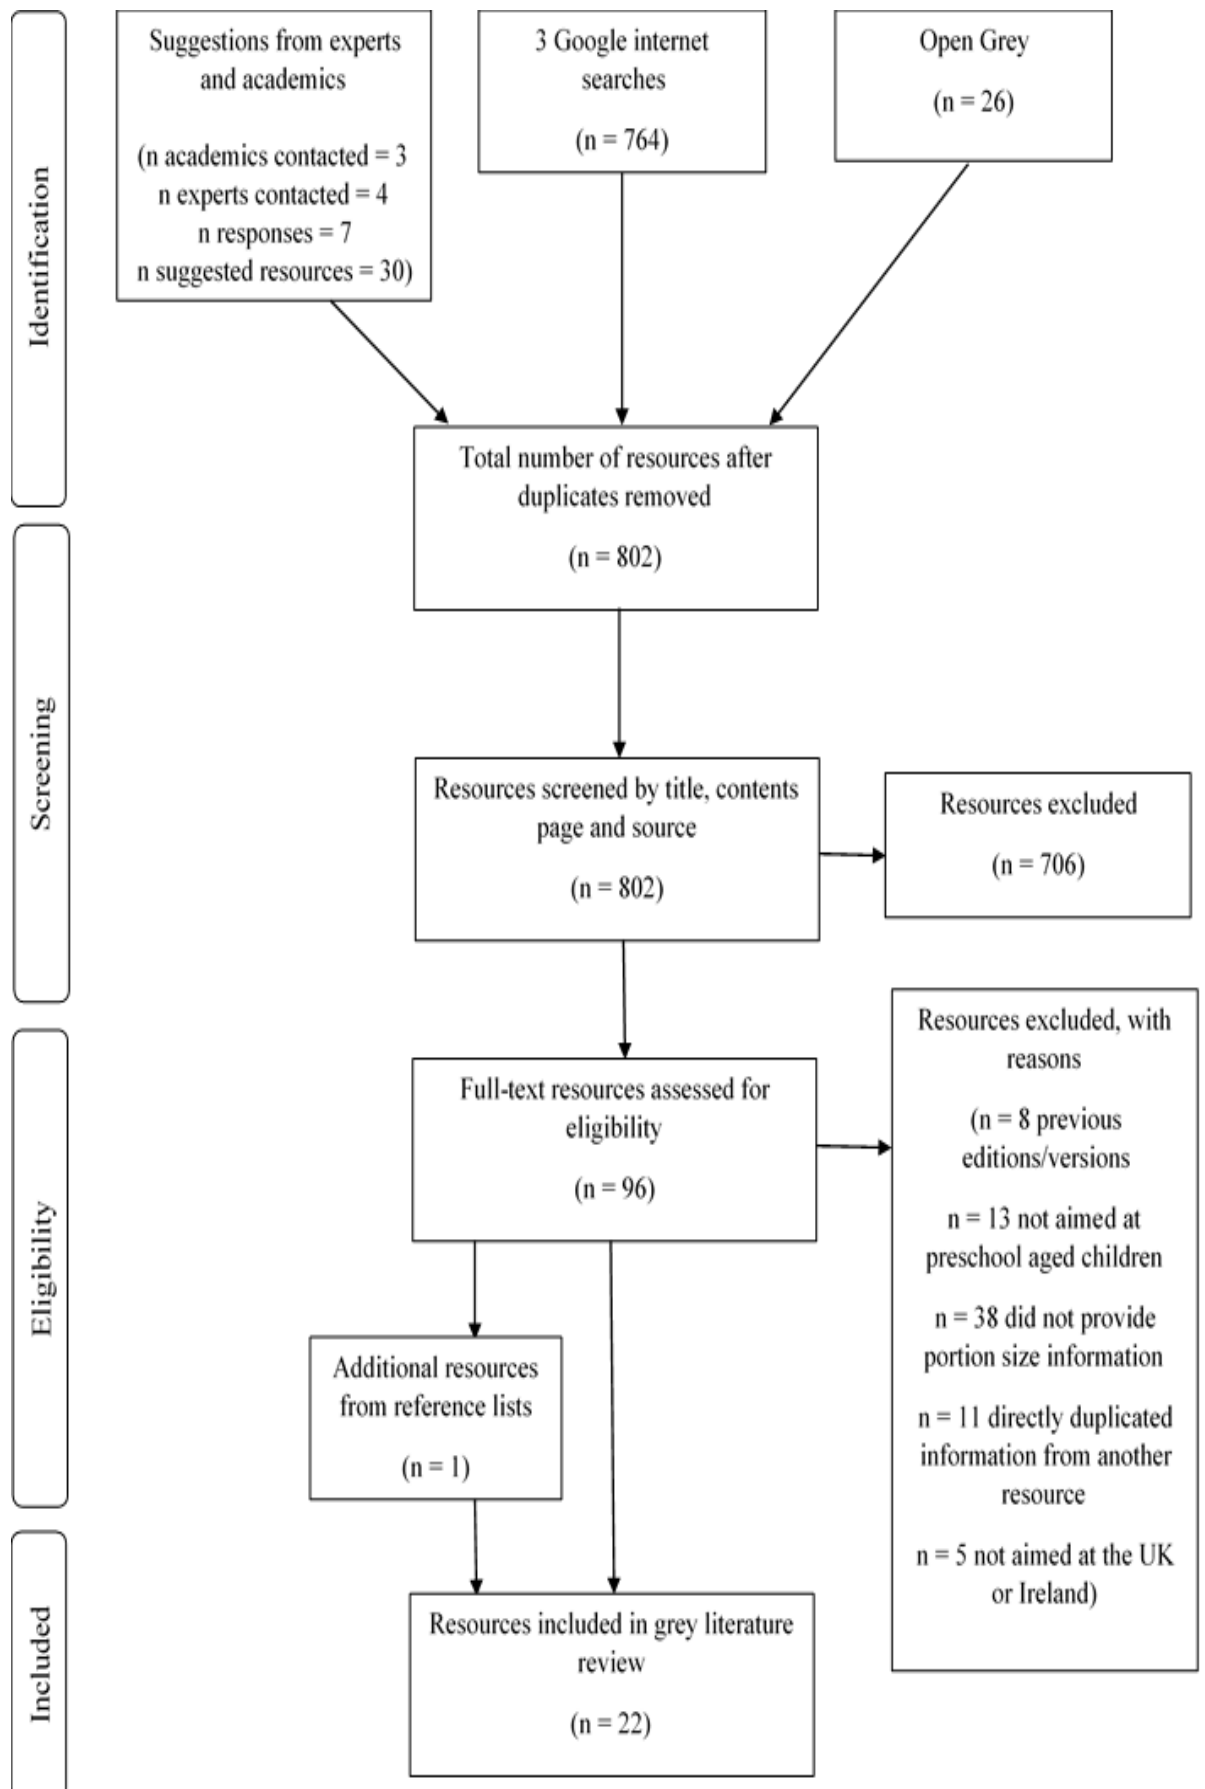 Identification
Suggestions from experts
and academics
(n academics contacted = 3
n experts contacted = 4
n responses = 7
n suggested resources = 30)
3 Google internet
searches
(n = 764)
Open Grey
(n = 26)
Total number of resources after
duplicates removed
(n = 802)
Screening
Resources screened by title, contents
page and source
(n = 802)
Resources excluded
(n = 706)
Eligibility
Full-text resources assessed for
eligibility
(n = 96)
Resources excluded, with
reasons
(n = 8 previous
editions/versions
n = 13 not aimed at
preschool aged children
n = 38 did not provide
portion size information
n = 11 directly duplicated
information from another
resource
n = 5 not aimed at the UK
or Ireland)
Additional resources
from reference lists
(n = 1)
Included
Resources included in grey literature
review
(n = 22)